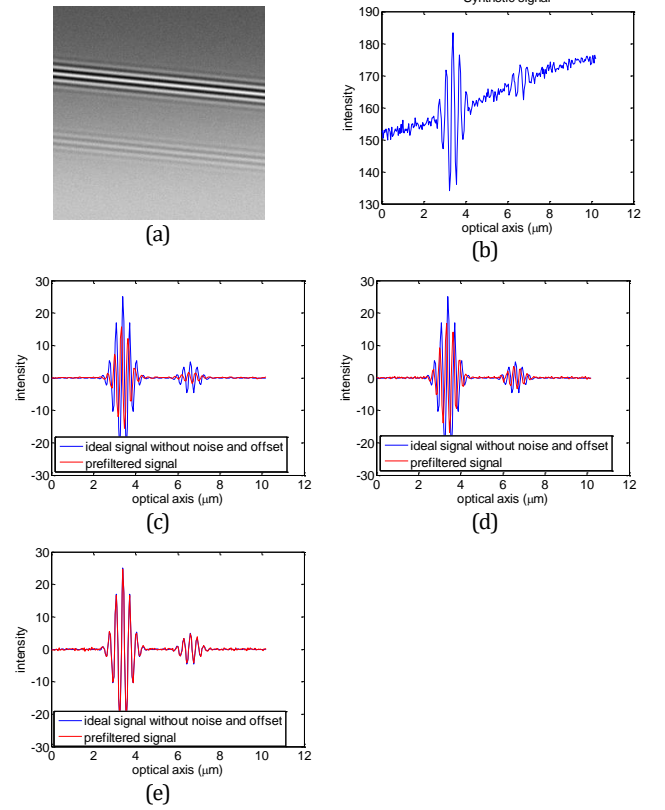 Synthetic signal
190
180
170
160
150
140
130
intensity
0 2 4 6 8 10 12
optical axis (μm)
(a)
(b)
30
20
10
0
-10
-20
-30
intensity
ideal signal without noise and offset
prefiltered signal
0 2 4 6 8 10 12
optical axis (μm)
(c)
30
20
10
0
-10
-20
-30
intensity
ideal signal without noise and offset
prefiltered signal
0 2 4 6 8 10 12
optical axis (μm)
(d)
30
20
10
0
-10
-20
-30
intensity
ideal signal without noise and offset
prefiltered signal
0 2 4 6 8 10 12
optical axis (μm)
(e)